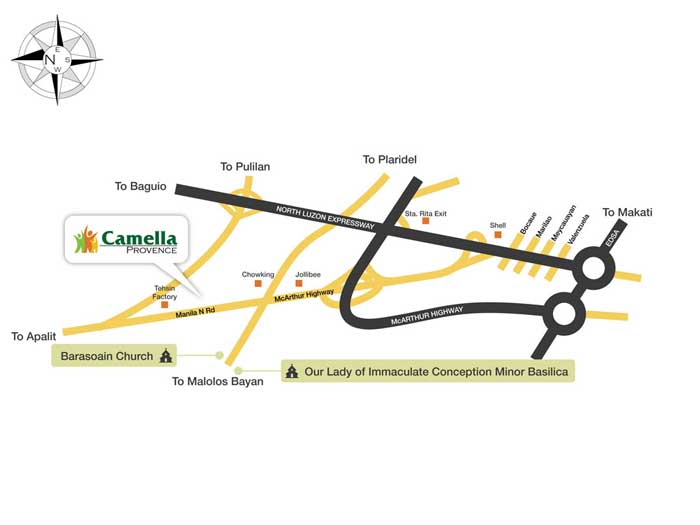 E
N S
W
To Pulilan
To Plaridel
To Baguio
NORTH LUZON EXPRESSWAY
Sta. Rita Exit
Shell
Bocaue
Marilao
Meycauayan
Valenzuela
To Makati
EDSA
Camella
PROVENCE
Tehsin
Factory
Chowking
Jollibee
McArthur Highway
Manila N Rd
McARTHUR HIGHWAY
To Apalit
Barasoain Church
To Malolos Bayan
Our Lady of Immaculate Conception Minor Basilica